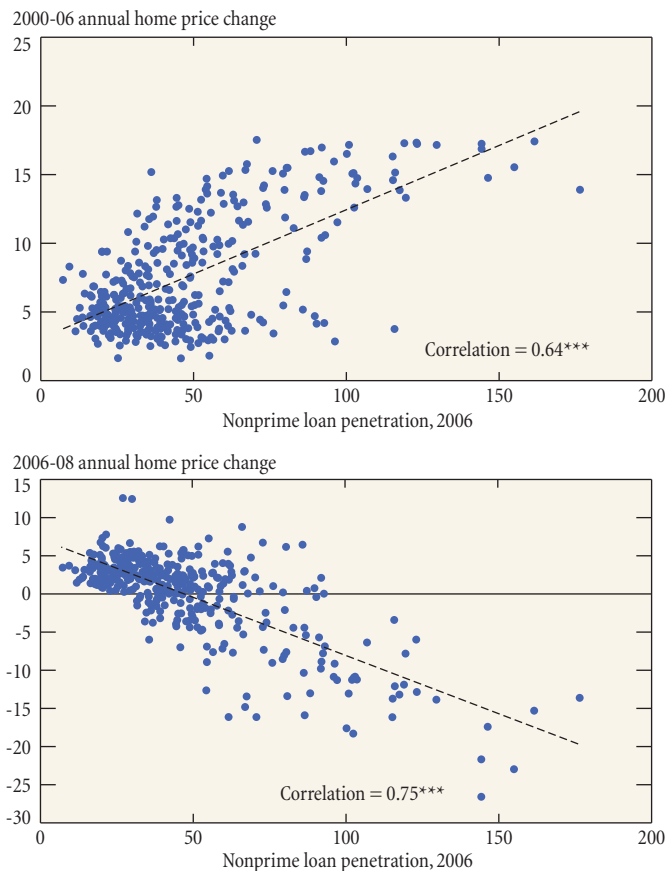 2000-06 annual home price change
25
20
15
10
5
0
0 50 100 150 200
Correlation = 0.64***
Nonprime loan penetration, 2006
2006-08 annual home price change
15
10
5
0
-5
-10
-15
-20
-25
-30
Correlation = 0.75***
0 50 100 150 200
Nonprime loan penetration, 2006